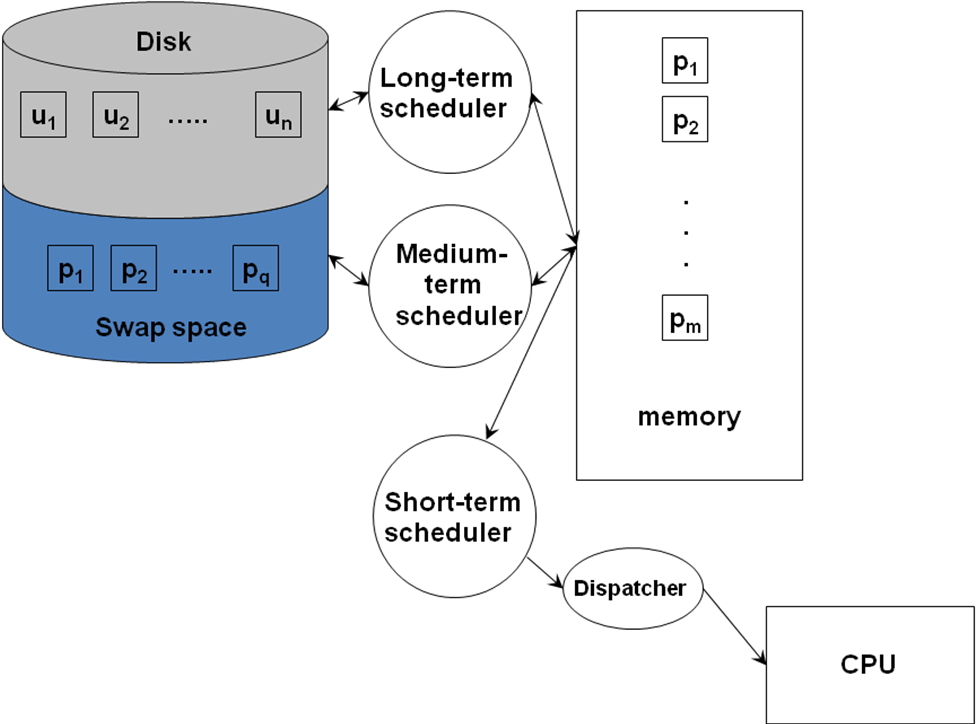 Disk
u1 u2 ..... un
p1 p2 ..... pq
Swap space
Long-term
scheduler
Medium-
term
scheduler
Short-term
scheduler
Dispatcher
p1
p2
.
.
.
pm
memory
CPU